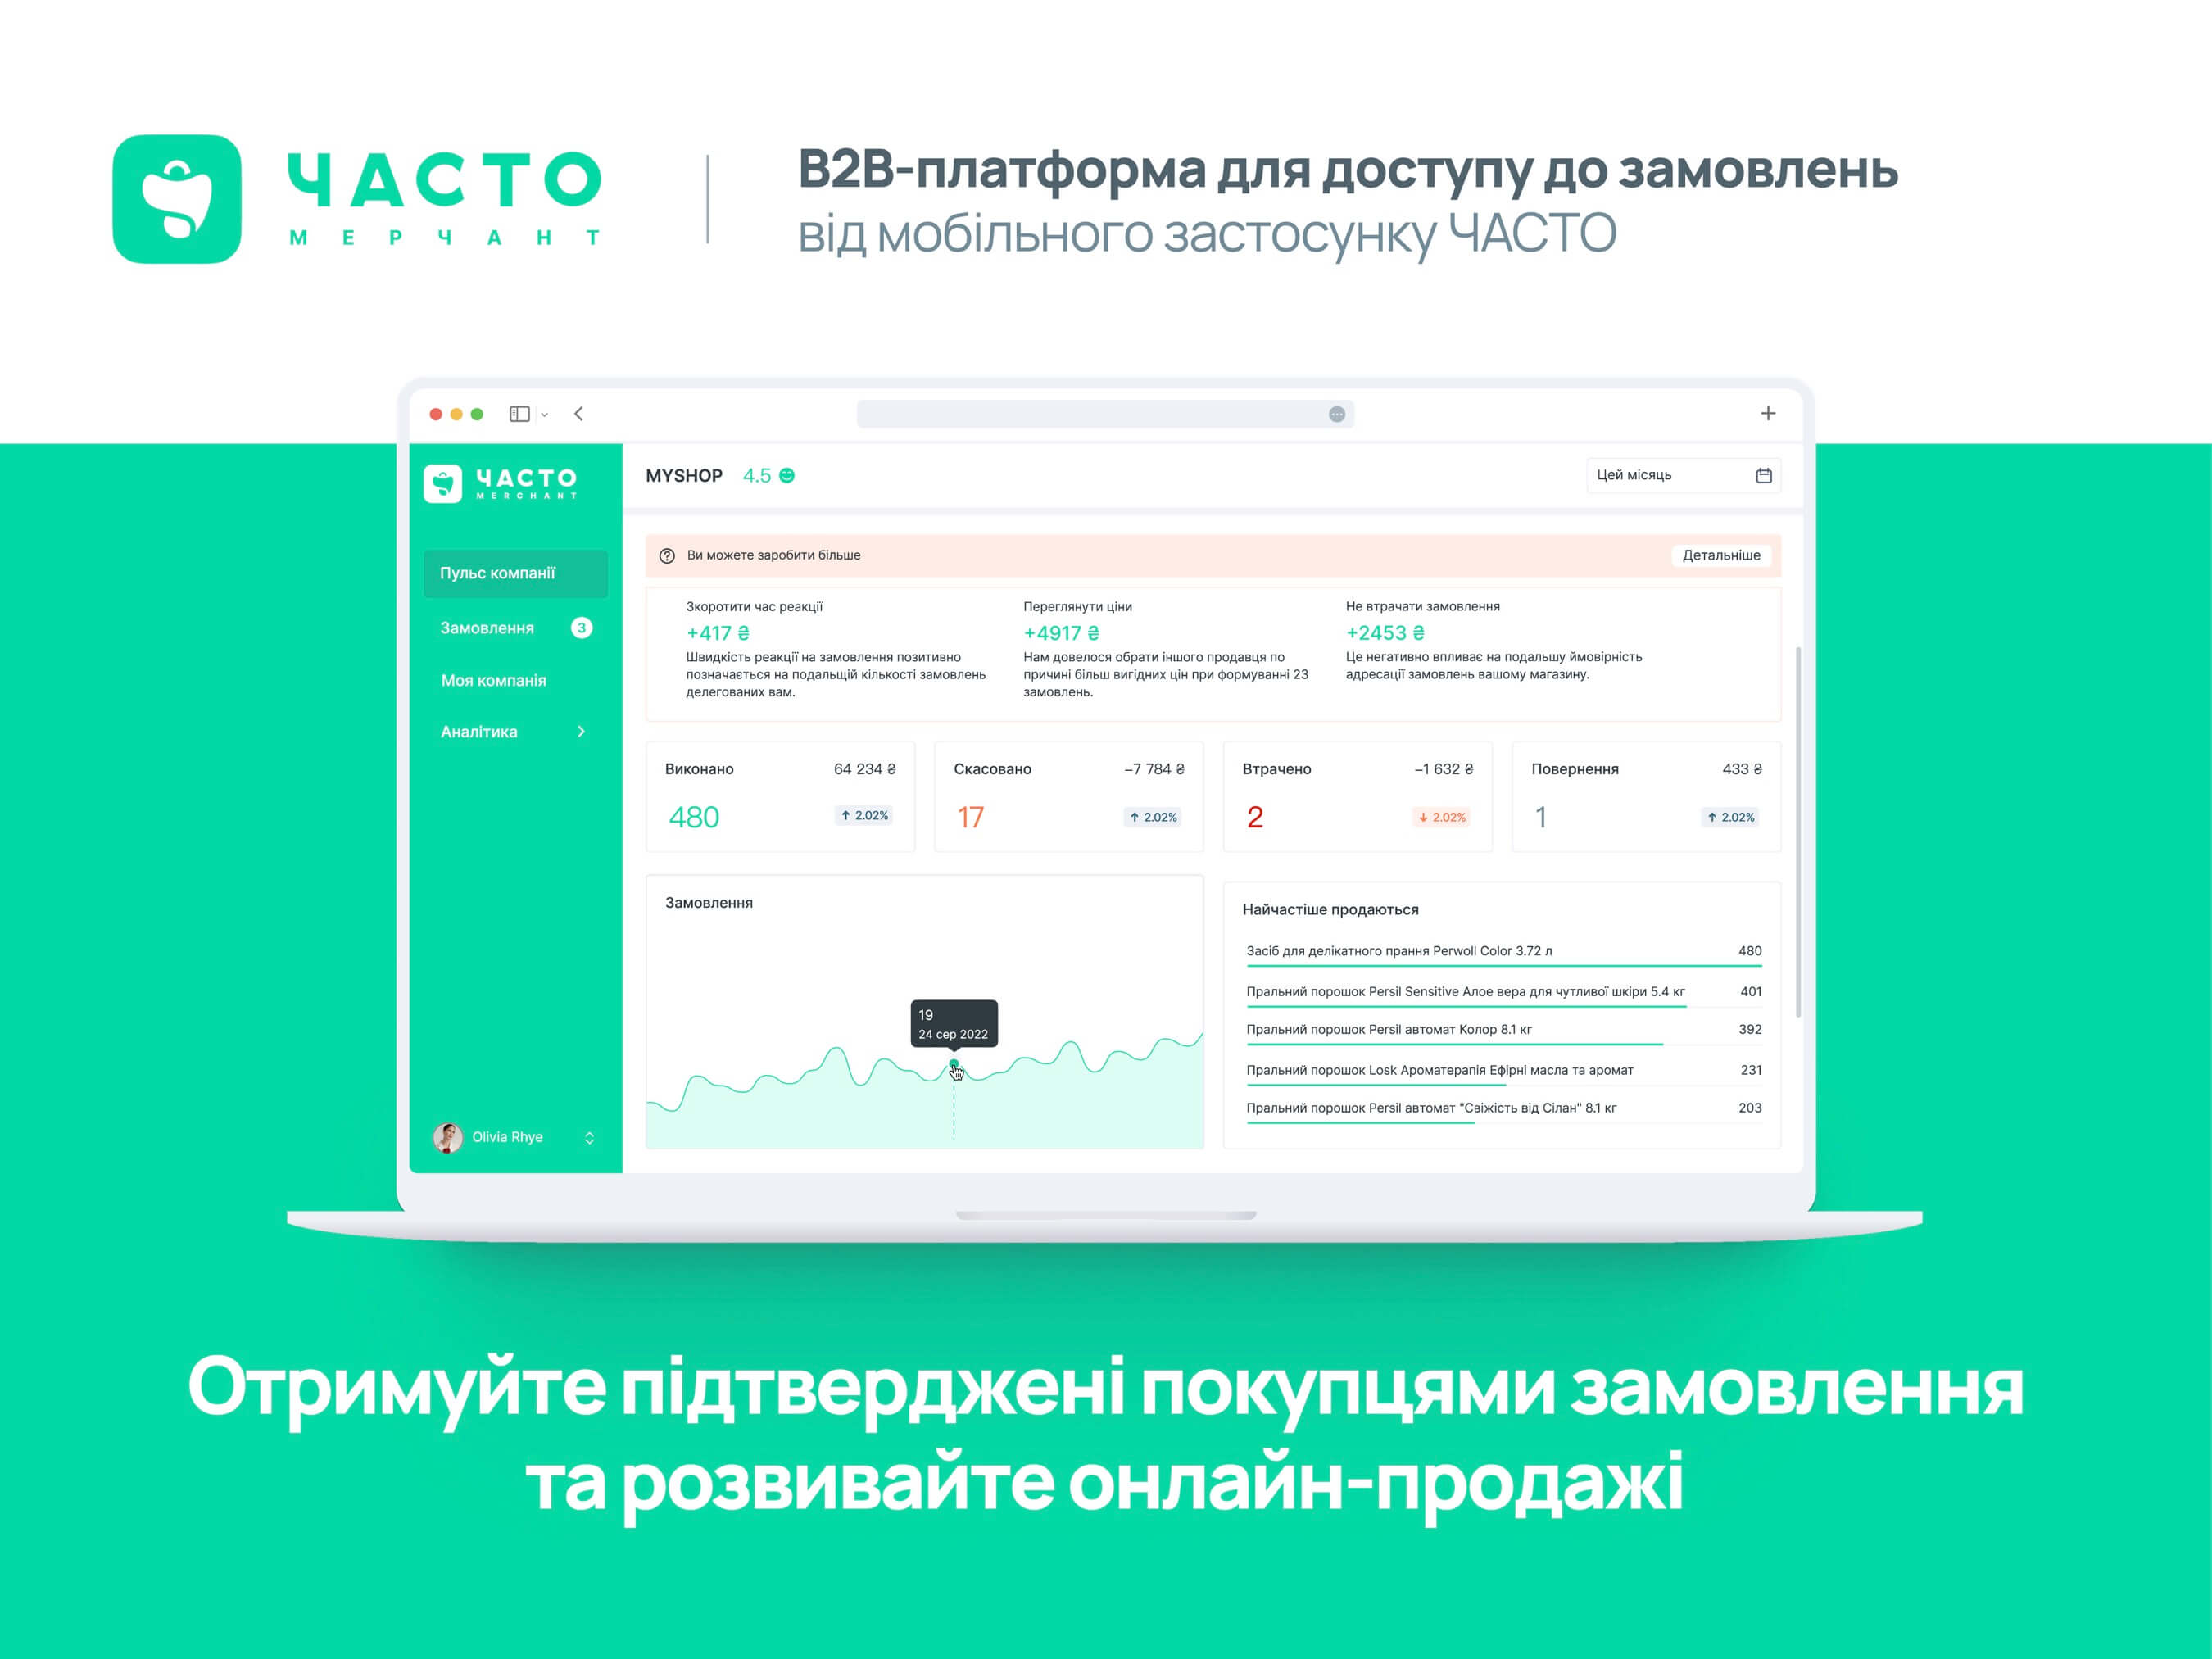 ЧАСТО
МЕРЧАНТ
B2B-платформа для доступу до замовлень
від мобільного застосунку ЧАСТО
ЧАСТО
MERCHANT
Пульс компанії
Замовлення 3
Моя компанія
Аналітика
Olivia Rhye
MYSHOP 4.5
Цей місяць
Ви можете заробити більше
Детальніше
Зкоротити час реакції
+417 ₴
Швидкість реакції на замовлення позитивно
позначається на подальщій кількості замовлень
делегованих вам.
Переглянути ціни
+4917 ₴
Нам довелося обрати іншого продавця по
причині більш вигідних цін при формуванні 23
замовлень.
Не втрачати замовлення
+2453 ₴
Це негативно впливає на подальшу ймовірність
адресації замовлень вашому магазину.
Виконано 64 234 ₴
480 ↑ 2.02%
Скасовано –7 784 ₴
17 ↑ 2.02%
Втрачено –1 632 ₴
2 ↓ 2.02%
Повернення 433 ₴
1 ↑ 2.02%
Замовлення
19
24 сер 2022
Найчастіше продаються
Засіб для делікатного прання Perwoll Color 3.72 л 480
Пральний порошок Persil Sensitive Алое вера для чутливої шкіри 5.4 кг 401
Пральний порошок Persil автомат Колор 8.1 кг 392
Пральний порошок Losk Ароматерапія Ефірні масла та аромат 231
Пральний порошок Persil автомат "Свіжість від Сілан" 8.1 кг 203
Отримуйте підтверджені покупцями замовлення
та розвивайте онлайн-продажі